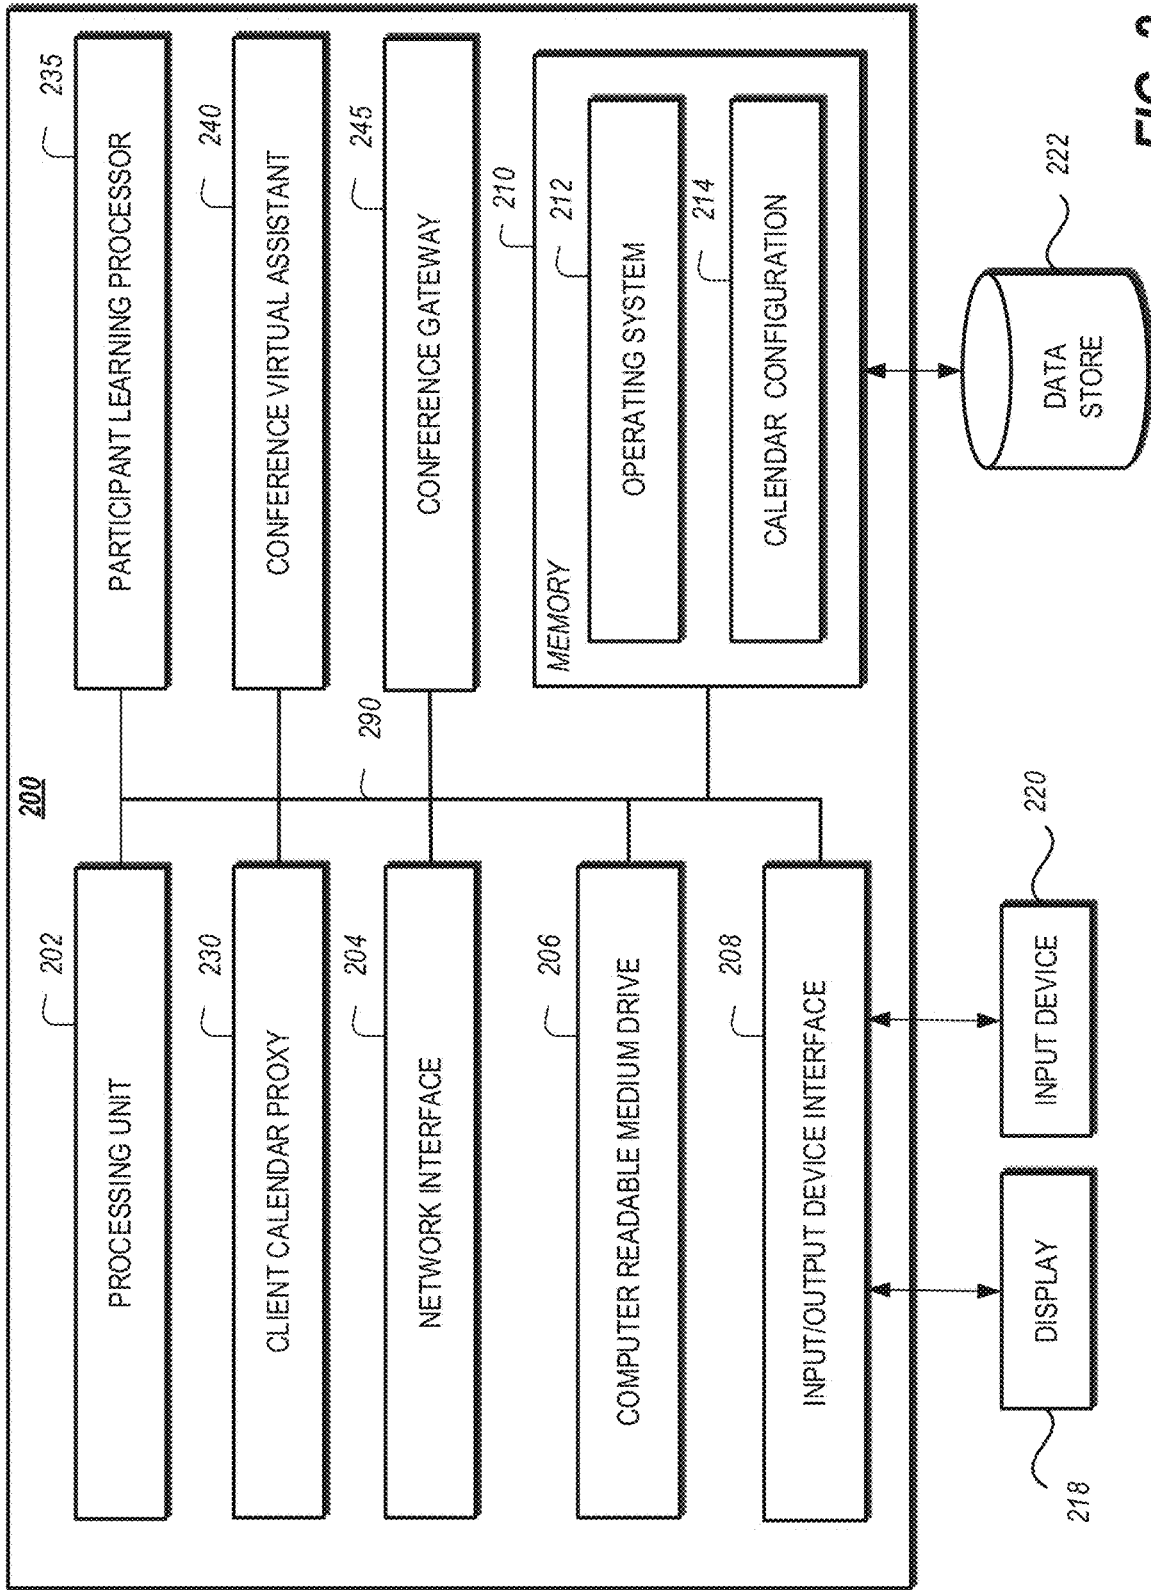 200
202
PROCESSING UNIT
235
PARTICIPANT LEARNING PROCESSOR
230
CLIENT CALENDAR PROXY
240
CONFERENCE VIRTUAL ASSISTANT
204
NETWORK INTERFACE
245
CONFERENCE GATEWAY
290
206
COMPUTER READABLE MEDIUM DRIVE
210
MEMORY
212
OPERATING SYSTEM
208
INPUT/OUTPUT DEVICE INTERFACE
214
CALENDAR CONFIGURATION
218
DISPLAY
220
INPUT DEVICE
222
DATA
STORE
FIG. 2